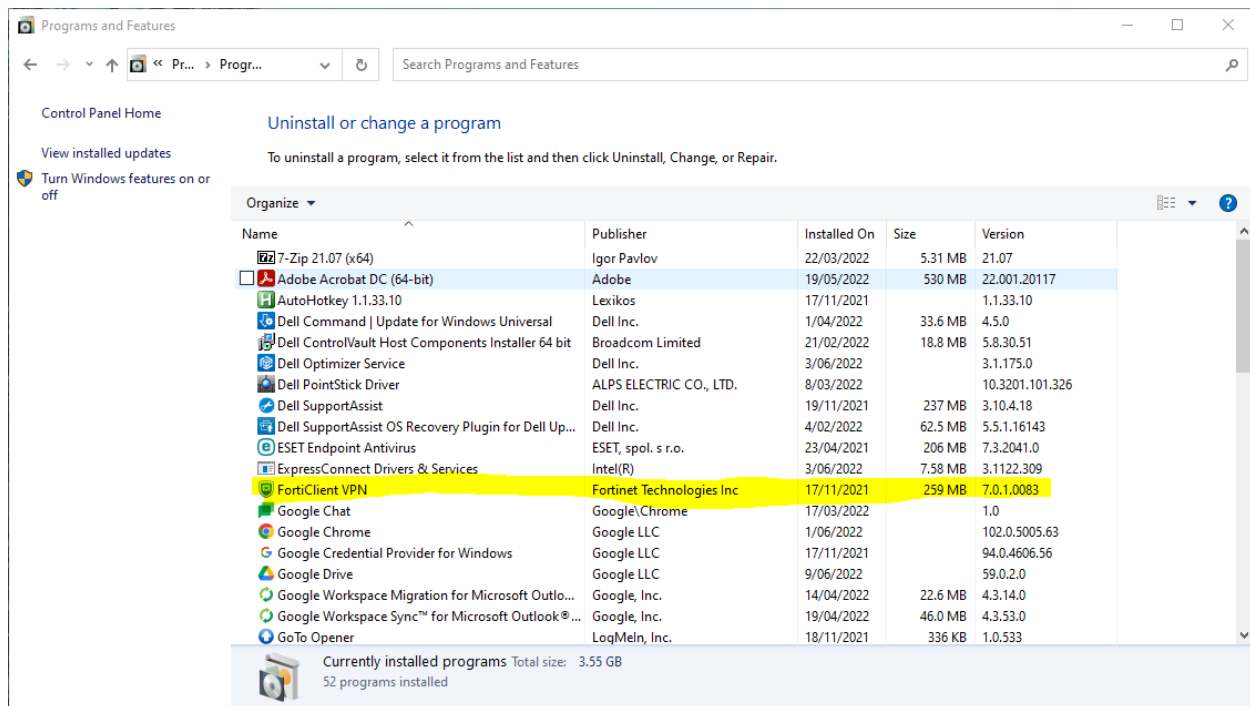 Programs and Features
« Pr... › Progr...
Search Programs and Features
Control Panel Home
View installed updates
Turn Windows features on or
off
Uninstall or change a program
To uninstall a program, select it from the list and then click Uninstall, Change, or Repair.
Organize
Name Publisher Installed On Size Version
7-Zip 21.07 (x64) Igor Pavlov 22/03/2022 5.31 MB 21.07
Adobe Acrobat DC (64-bit) Adobe 19/05/2022 530 MB 22.001.20117
AutoHotkey 1.1.33.10 Lexikos 17/11/2021 1.1.33.10
Dell Command | Update for Windows Universal Dell Inc. 1/04/2022 33.6 MB 4.5.0
Dell ControlVault Host Components Installer 64 bit Broadcom Limited 21/02/2022 18.8 MB 5.8.30.51
Dell Optimizer Service Dell Inc. 3/06/2022 3.1.175.0
Dell PointStick Driver ALPS ELECTRIC CO., LTD. 8/03/2022 10.3201.101.326
Dell SupportAssist Dell Inc. 19/11/2021 237 MB 3.10.4.18
Dell SupportAssist OS Recovery Plugin for Dell Up... Dell Inc. 4/02/2022 62.5 MB 5.5.1.16143
ESET Endpoint Antivirus ESET, spol. s r.o. 23/04/2021 206 MB 7.3.2041.0
ExpressConnect Drivers & Services Intel(R) 3/06/2022 7.58 MB 3.1122.309
FortiClient VPN Fortinet Technologies Inc 17/11/2021 259 MB 7.0.1.0083
Google Chat Google\Chrome 17/03/2022 1.0
Google Chrome Google LLC 1/06/2022 102.0.5005.63
Google Credential Provider for Windows Google LLC 17/11/2021 94.0.4606.56
Google Drive Google LLC 9/06/2022 59.0.2.0
Google Workspace Migration for Microsoft Outlo... Google, Inc. 14/04/2022 22.6 MB 4.3.14.0
Google Workspace Sync™ for Microsoft Outlook®... Google, Inc. 19/04/2022 46.0 MB 4.3.53.0
GoTo Opener LogMeIn, Inc. 18/11/2021 336 KB 1.0.533
Currently installed programs Total size: 3.55 GB
52 programs installed